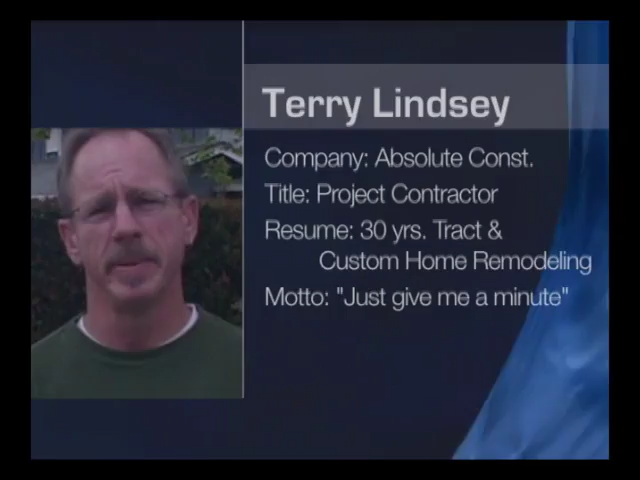 Terry Lindsey
Company: Absolute Const.
Title: Project Contractor
Resume: 30 yrs. Tract &
Custom Home Remodeling
Motto: "Just give me a minute"